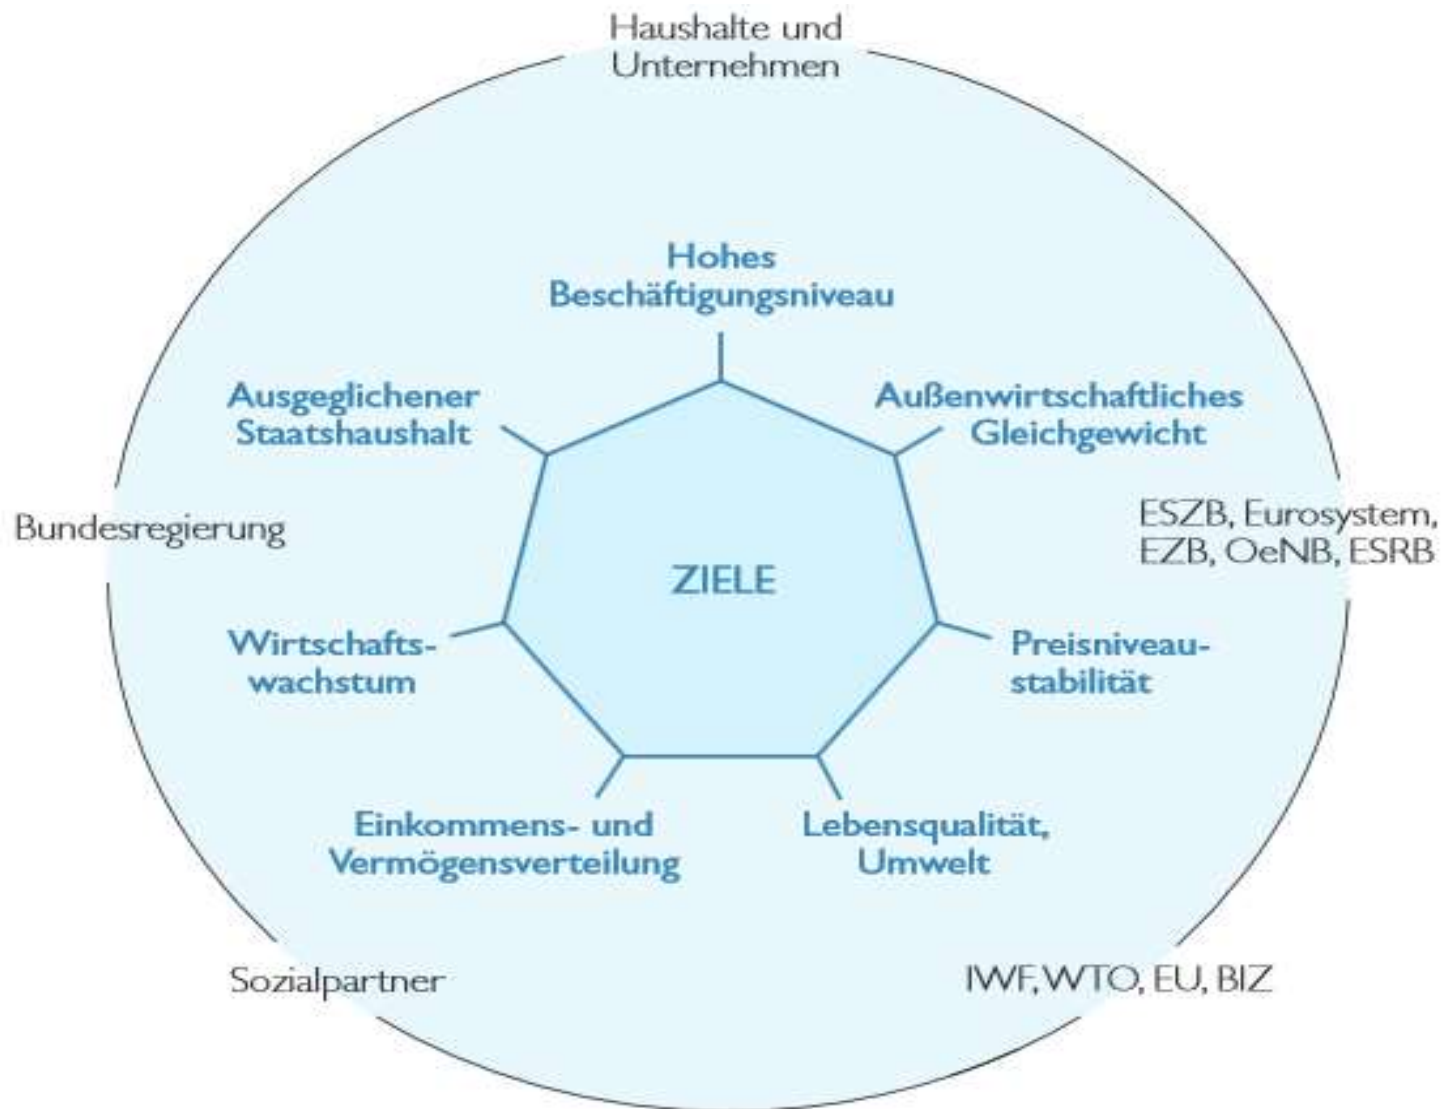 Haushalte und
Unternehmen
Hohes
Beschäftigungsniveau
Ausgeglichener
Staatshaushalt
Außenwirtschaftliches
Gleichgewicht
Bundesregierung
ESZB, Eurosystem,
EZB, OeNB, ESRB
ZIELE
Wirtschafts-
wachstum
Preisniveau-
stabilität
Einkommens- und
Vermögensverteilung
Lebensqualität,
Umwelt
Sozialpartner
IWF, WTO, EU, BIZ